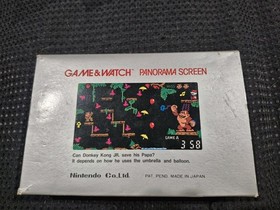 GAME&WATCH PANORAMA SCREEN
GAME A
3 58
Can Donkey Kong JR. save his Papa?
It depends on how he uses the umbrella and balloon.
Nintendo Co.,Ltd.
PAT. PEND. MADE IN JAPAN